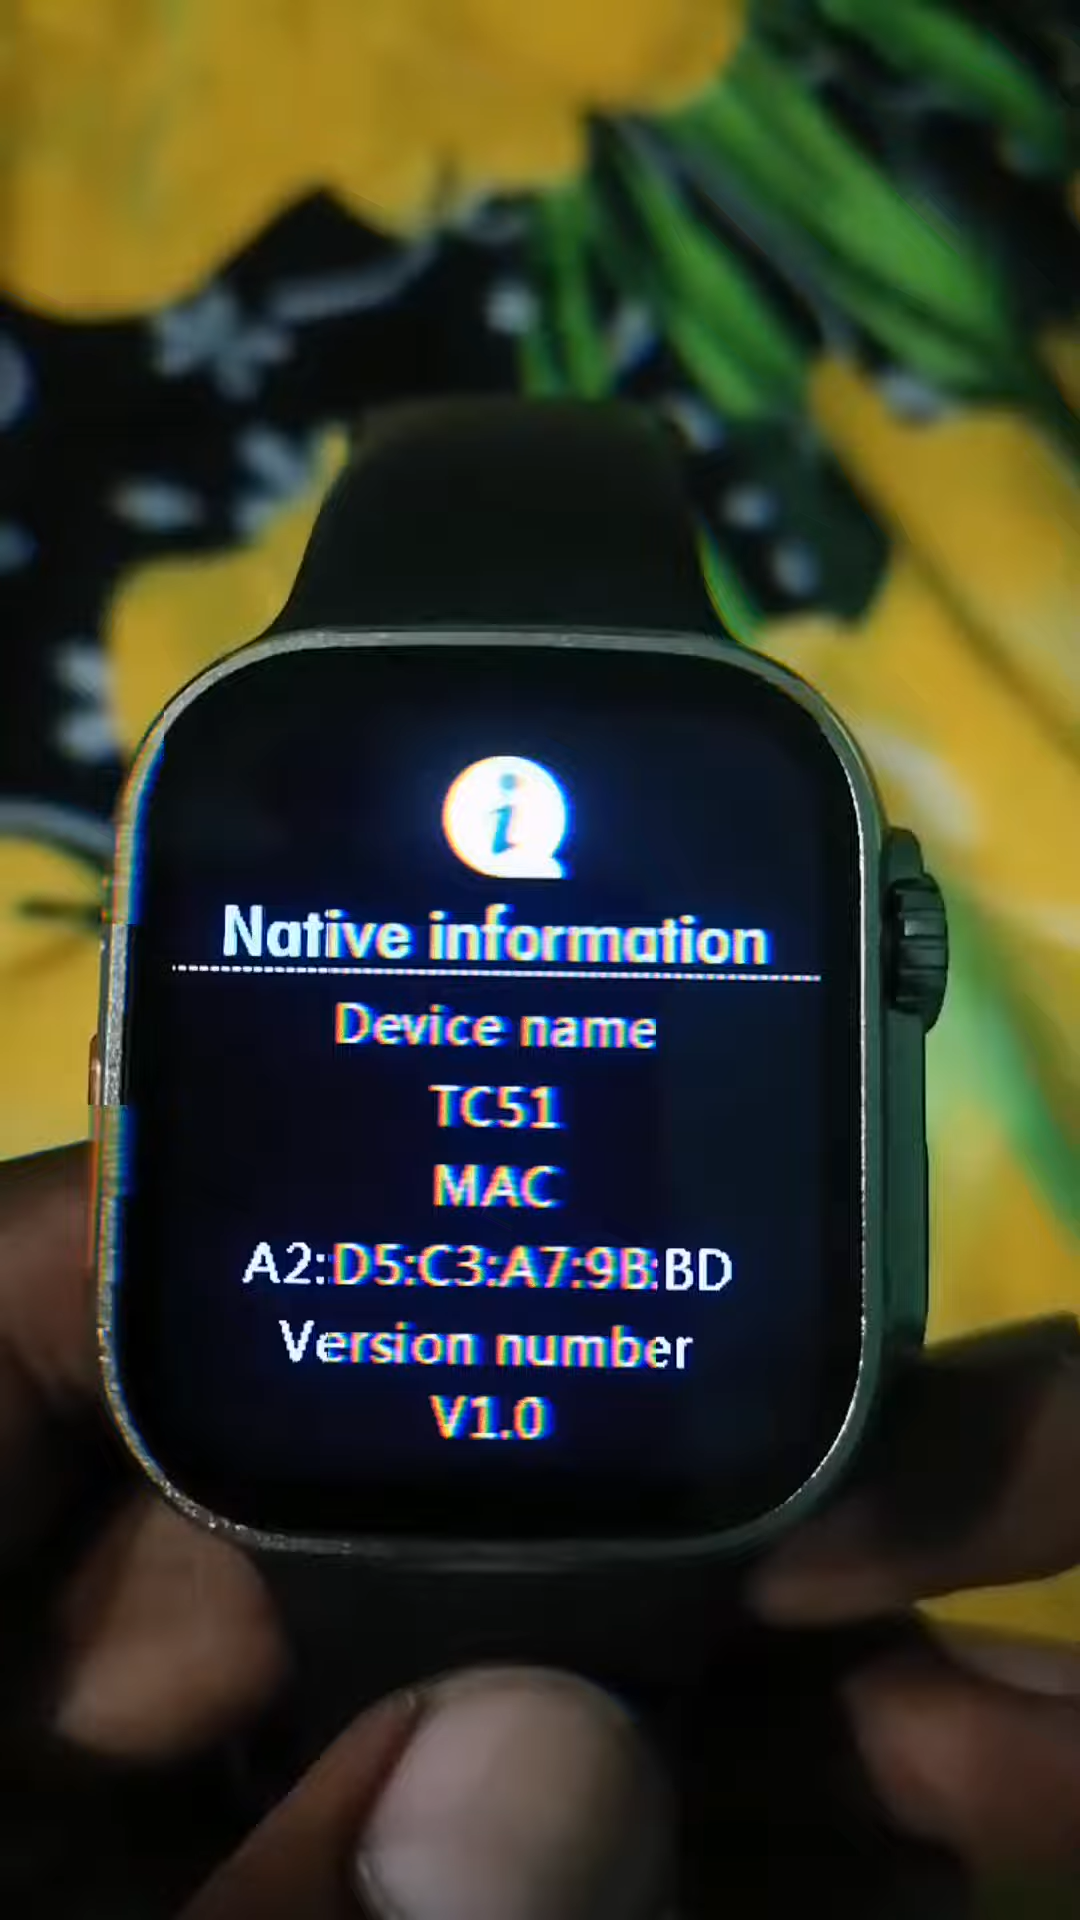 Native information
Device name
TC51
MAC
A2:D5:C3:A7:9B:BD
Version number
V1.0